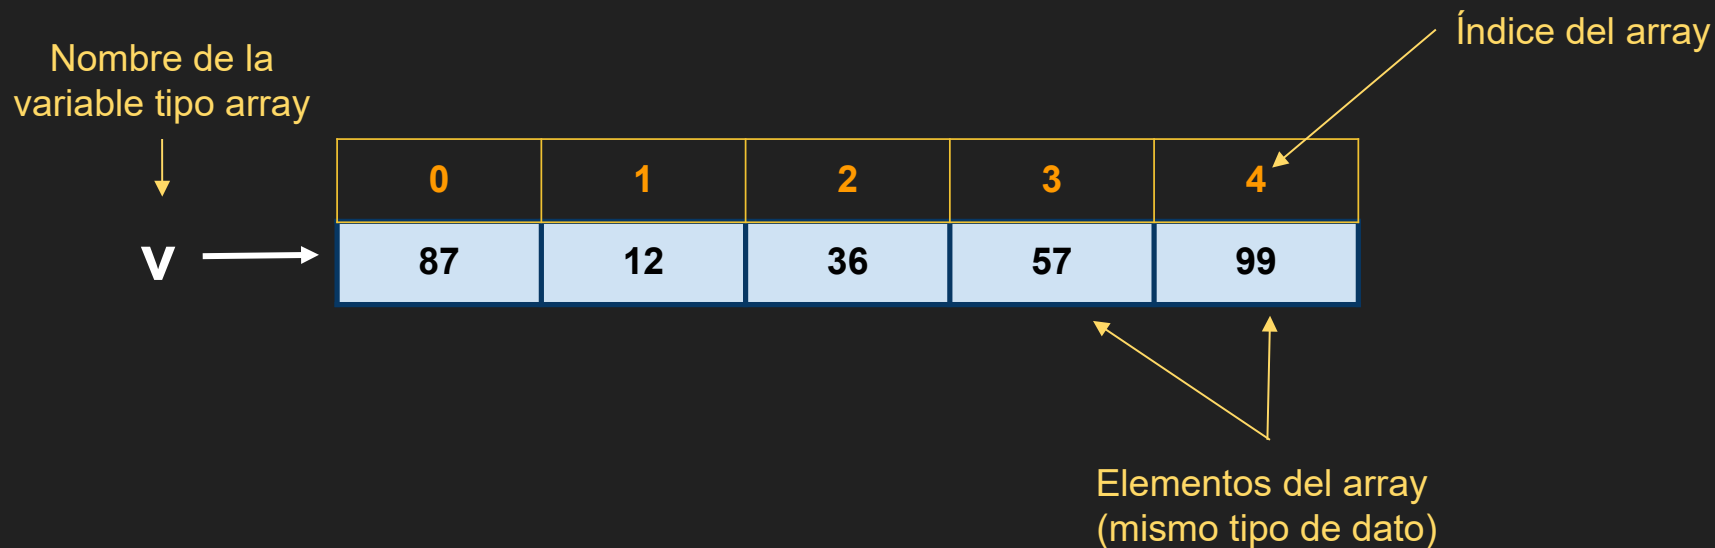 Índice del array
Nombre de la
variable tipo array
0 1 2 3 4
v 87 12 36 57 99
Elementos del array
(mismo tipo de dato)